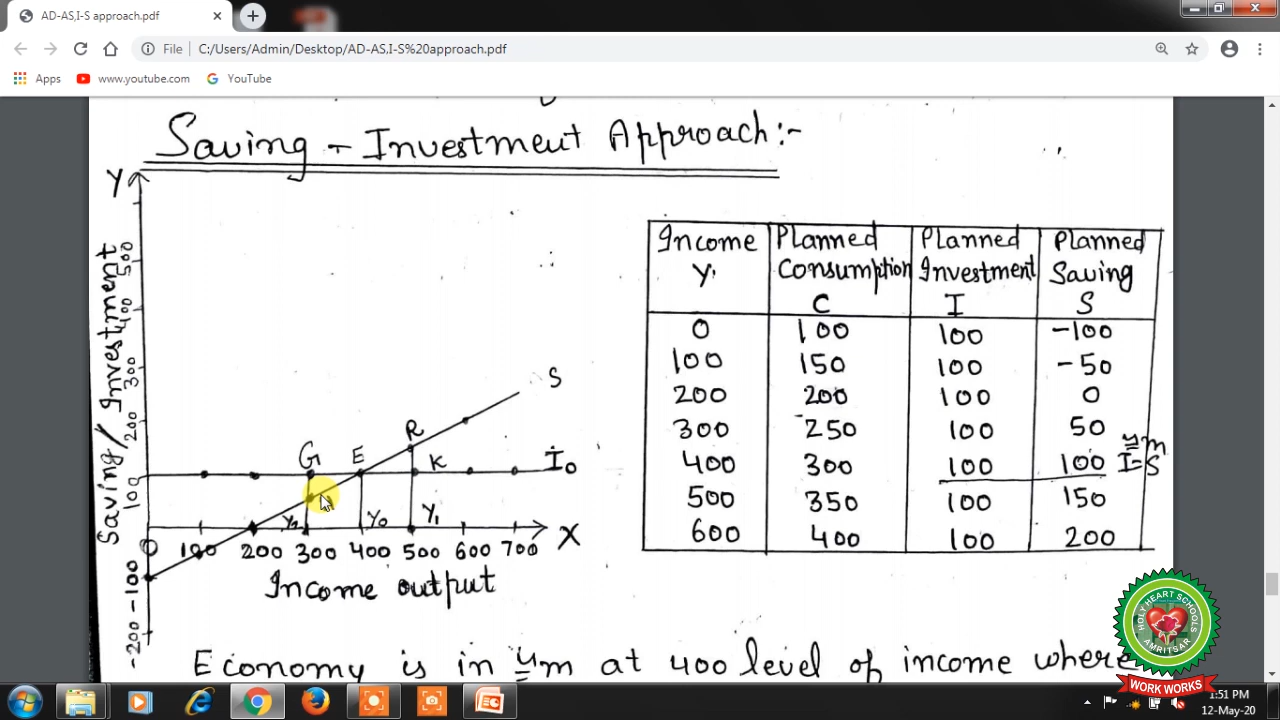 AD-AS,I-S approach.pdf
File C:/Users/Admin/Desktop/AD-AS,I-S%20approach.pdf
Apps www.youtube.com YouTube
Saving - Investment Approach:-
Y
Saving/Investment
500
400
300
200
100
0
-100
-200
S
G E R
K I₀
Y₂ Y₀ Y₁
100 200 300 400 500 600 700 X
Income output
Income Planned Planned Planned
Y Consumption Investment Saving
C I S
0 100 100 -100
100 150 100 -50
200 200 100 0
300 250 100 50
400 300 100 100 I=S
500 350 100 150
600 400 100 200
Economy is in m at 400 level of income where
HOLY HEART SCHOOLS
AMRITSAR
WORK WORKS
1:51 PM
12-May-20